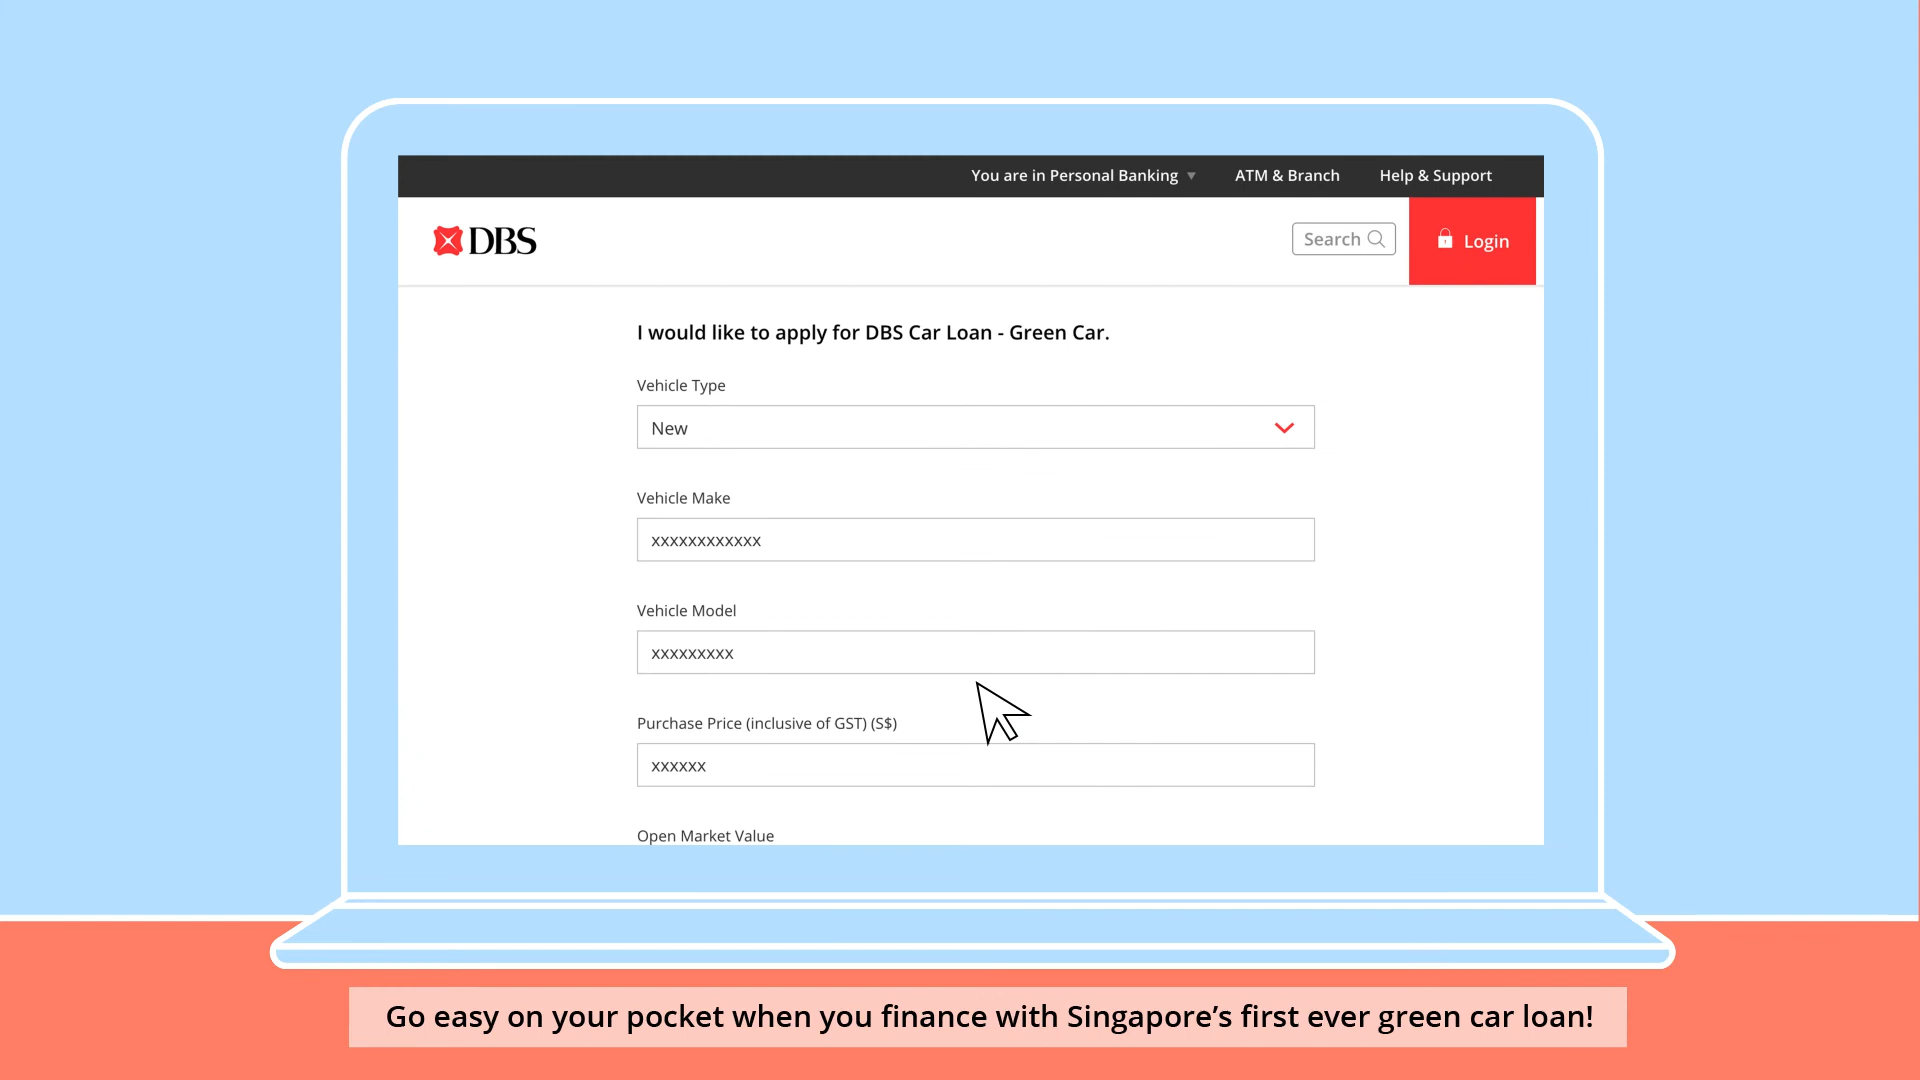 You are in Personal Banking ▼ ATM & Branch Help & Support
DBS
Search
Login
I would like to apply for DBS Car Loan - Green Car.
Vehicle Type
New
Vehicle Make
xxxxxxxxxxxx
Vehicle Model
xxxxxxxxx
Purchase Price (inclusive of GST) (S$)
xxxxxx
Open Market Value
Go easy on your pocket when you finance with Singapore’s first ever green car loan!